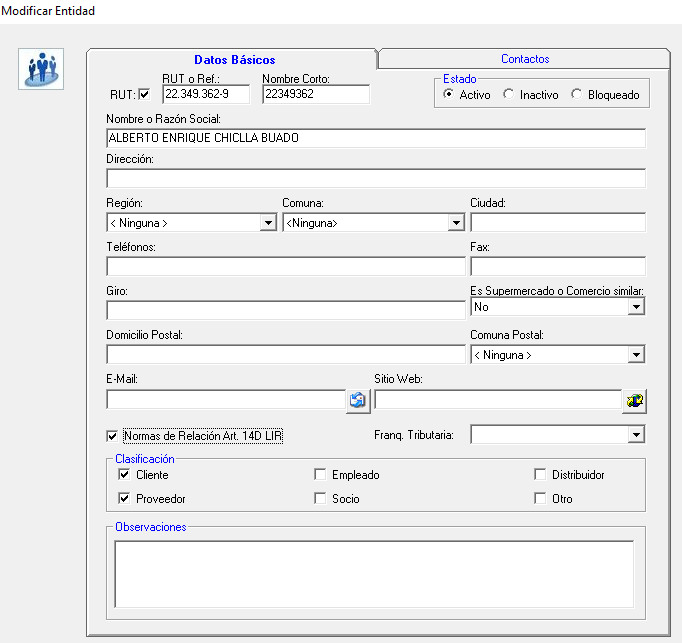 Modificar Entidad
Datos Básicos
Contactos
RUT:
RUT o Ref.:
22.349.362-9
Nombre Corto:
22349362
Estado
Activo
Inactivo
Bloqueado
Nombre o Razón Social:
ALBERTO ENRIQUE CHICLLA BUADO
Dirección:
Región:
Comuna:
Ciudad:
< Ninguna >
<Ninguna>
Teléfonos:
Fax:
Giro:
Es Supermercado o Comercio similar:
No
Domicilio Postal:
Comuna Postal:
< Ninguna >
E-Mail:
Sitio Web:
Normas de Relación Art. 14D LIR
Franq. Tributaria:
Clasificación
Cliente
Empleado
Distribuidor
Proveedor
Socio
Otro
Observaciones